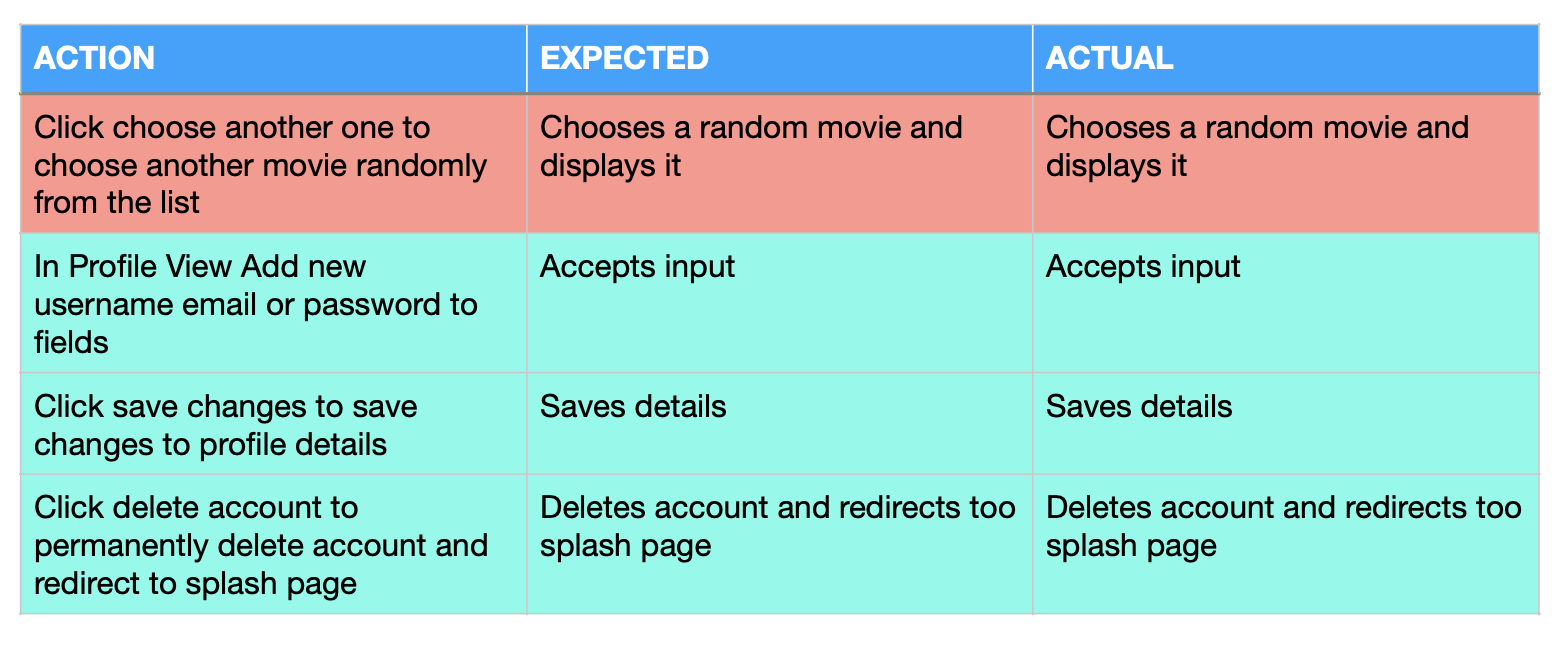 ACTION EXPECTED ACTUAL
Click choose another one to
choose another movie randomly
from the list
Chooses a random movie and
displays it
Chooses a random movie and
displays it
In Profile View Add new
username email or password to
fields
Accepts input
Accepts input
Click save changes to save
changes to profile details
Saves details
Saves details
Click delete account to
permanently delete account and
redirect to splash page
Deletes account and redirects too
splash page
Deletes account and redirects too
splash page